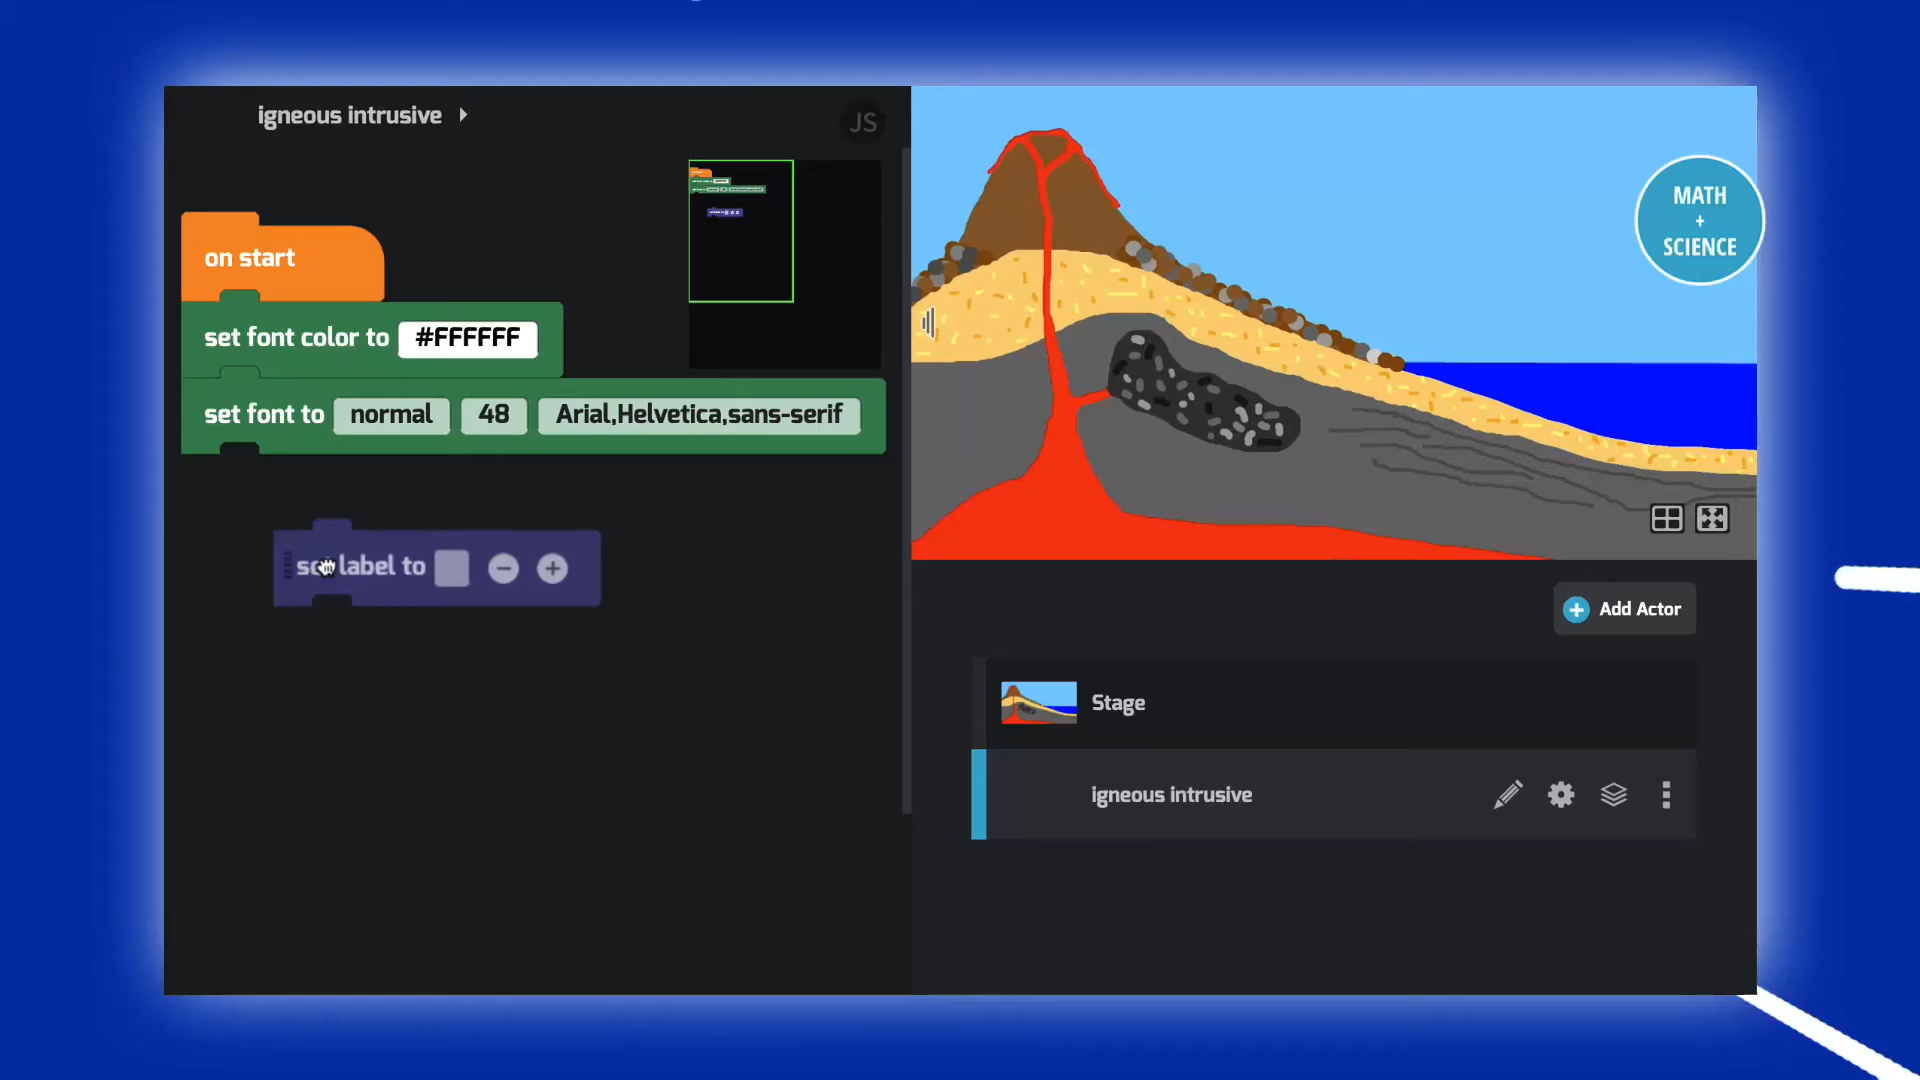 igneous intrusive
JS
on start
set font color to #FFFFFF
set font to normal 48 Arial,Helvetica,sans-serif
set label to
MATH
+
SCIENCE
Add Actor
Stage
igneous intrusive